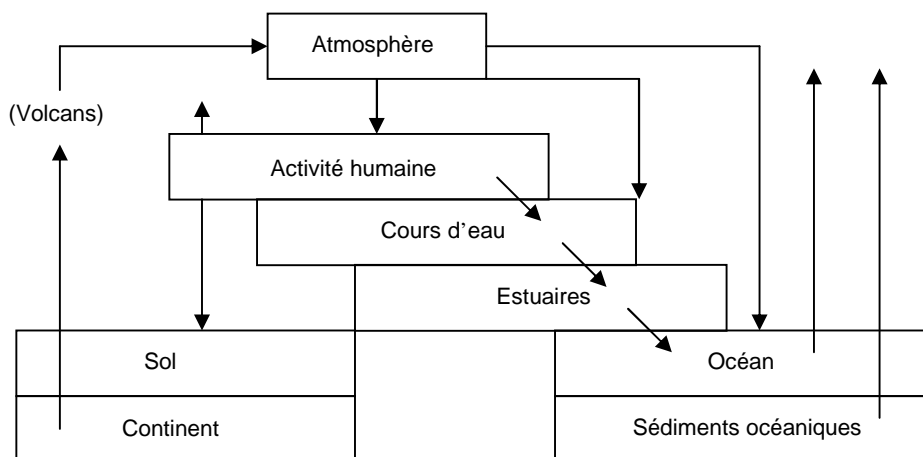 Atmosphère
(Volcans)
Activité humaine
Cours d’eau
Estuaires
Sol
Océan
Continent
Sédiments océaniques